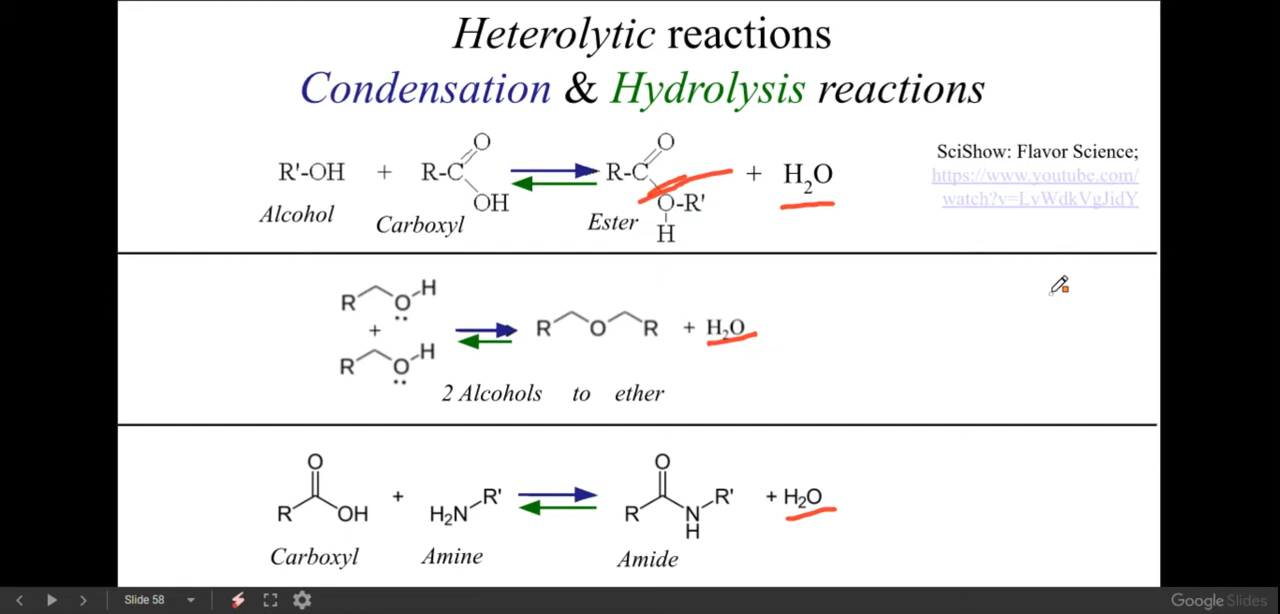 Heterolytic reactions
Condensation & Hydrolysis reactions
R'-OH + R-C O OH R-C O O-R' H + H₂O
Alcohol Carboxyl Ester
SciShow: Flavor Science;
https://www.youtube.com/
watch?v=LvWdkVgJidY
R O H
+
R O H
R O R + H₂O
2 Alcohols to ether
O R OH + H₂N R' O R N H R' + H₂O
Carboxyl Amine Amide
Slide 58
Google Slides